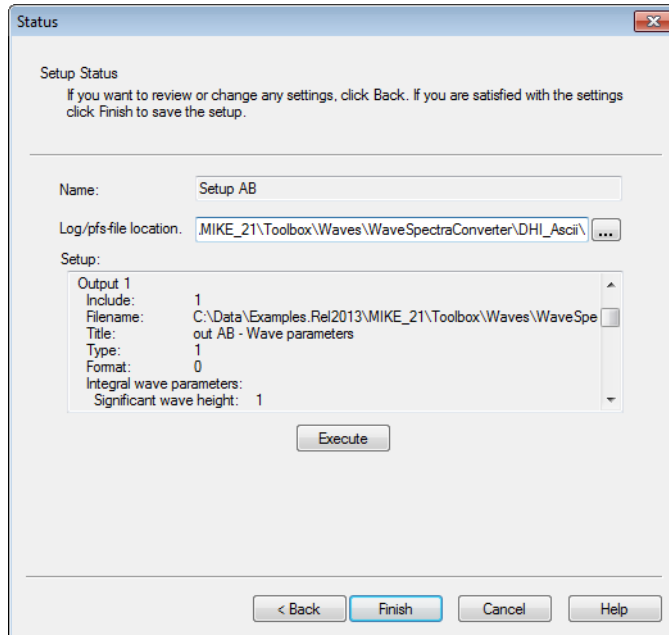 Status
Setup Status
If you want to review or change any settings, click Back. If you are satisfied with the settings
click Finish to save the setup.
Name: Setup AB
Log/pfs-file location. .MIKE_21\Toolbox\Waves\WaveSpectraConverter\DHI_Ascii\ ...
Setup:
Output 1
Include: 1
Filename: C:\Data\Examples.Rel2013\MIKE_21\Toolbox\Waves\WaveSpe
Title: out AB - Wave parameters
Type: 1
Format: 0
Integral wave parameters:
Significant wave height: 1
Execute
< Back Finish Cancel Help